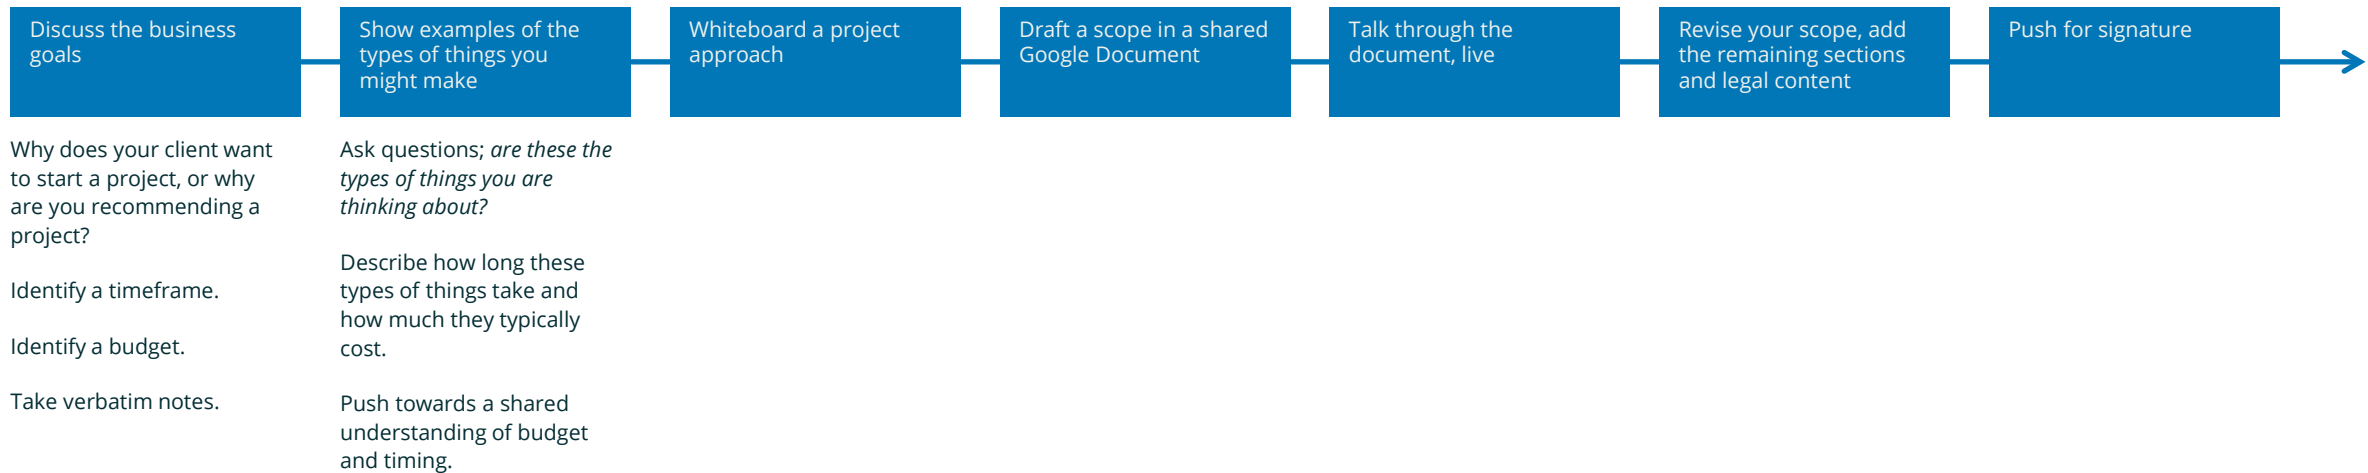 Discuss the business
goals
Show examples of the
types of things you
might make
Whiteboard a project
approach
Draft a scope in a shared
Google Document
Talk through the
document, live
Revise your scope, add
the remaining sections
and legal content
Push for signature
Why does your client want
to start a project, or why
are you recommending a
project?
Identify a timeframe.
Identify a budget.
Take verbatim notes.
Ask questions; are these the
types of things you are
thinking about?
Describe how long these
types of things take and
how much they typically
cost.
Push towards a shared
understanding of budget
and timing.